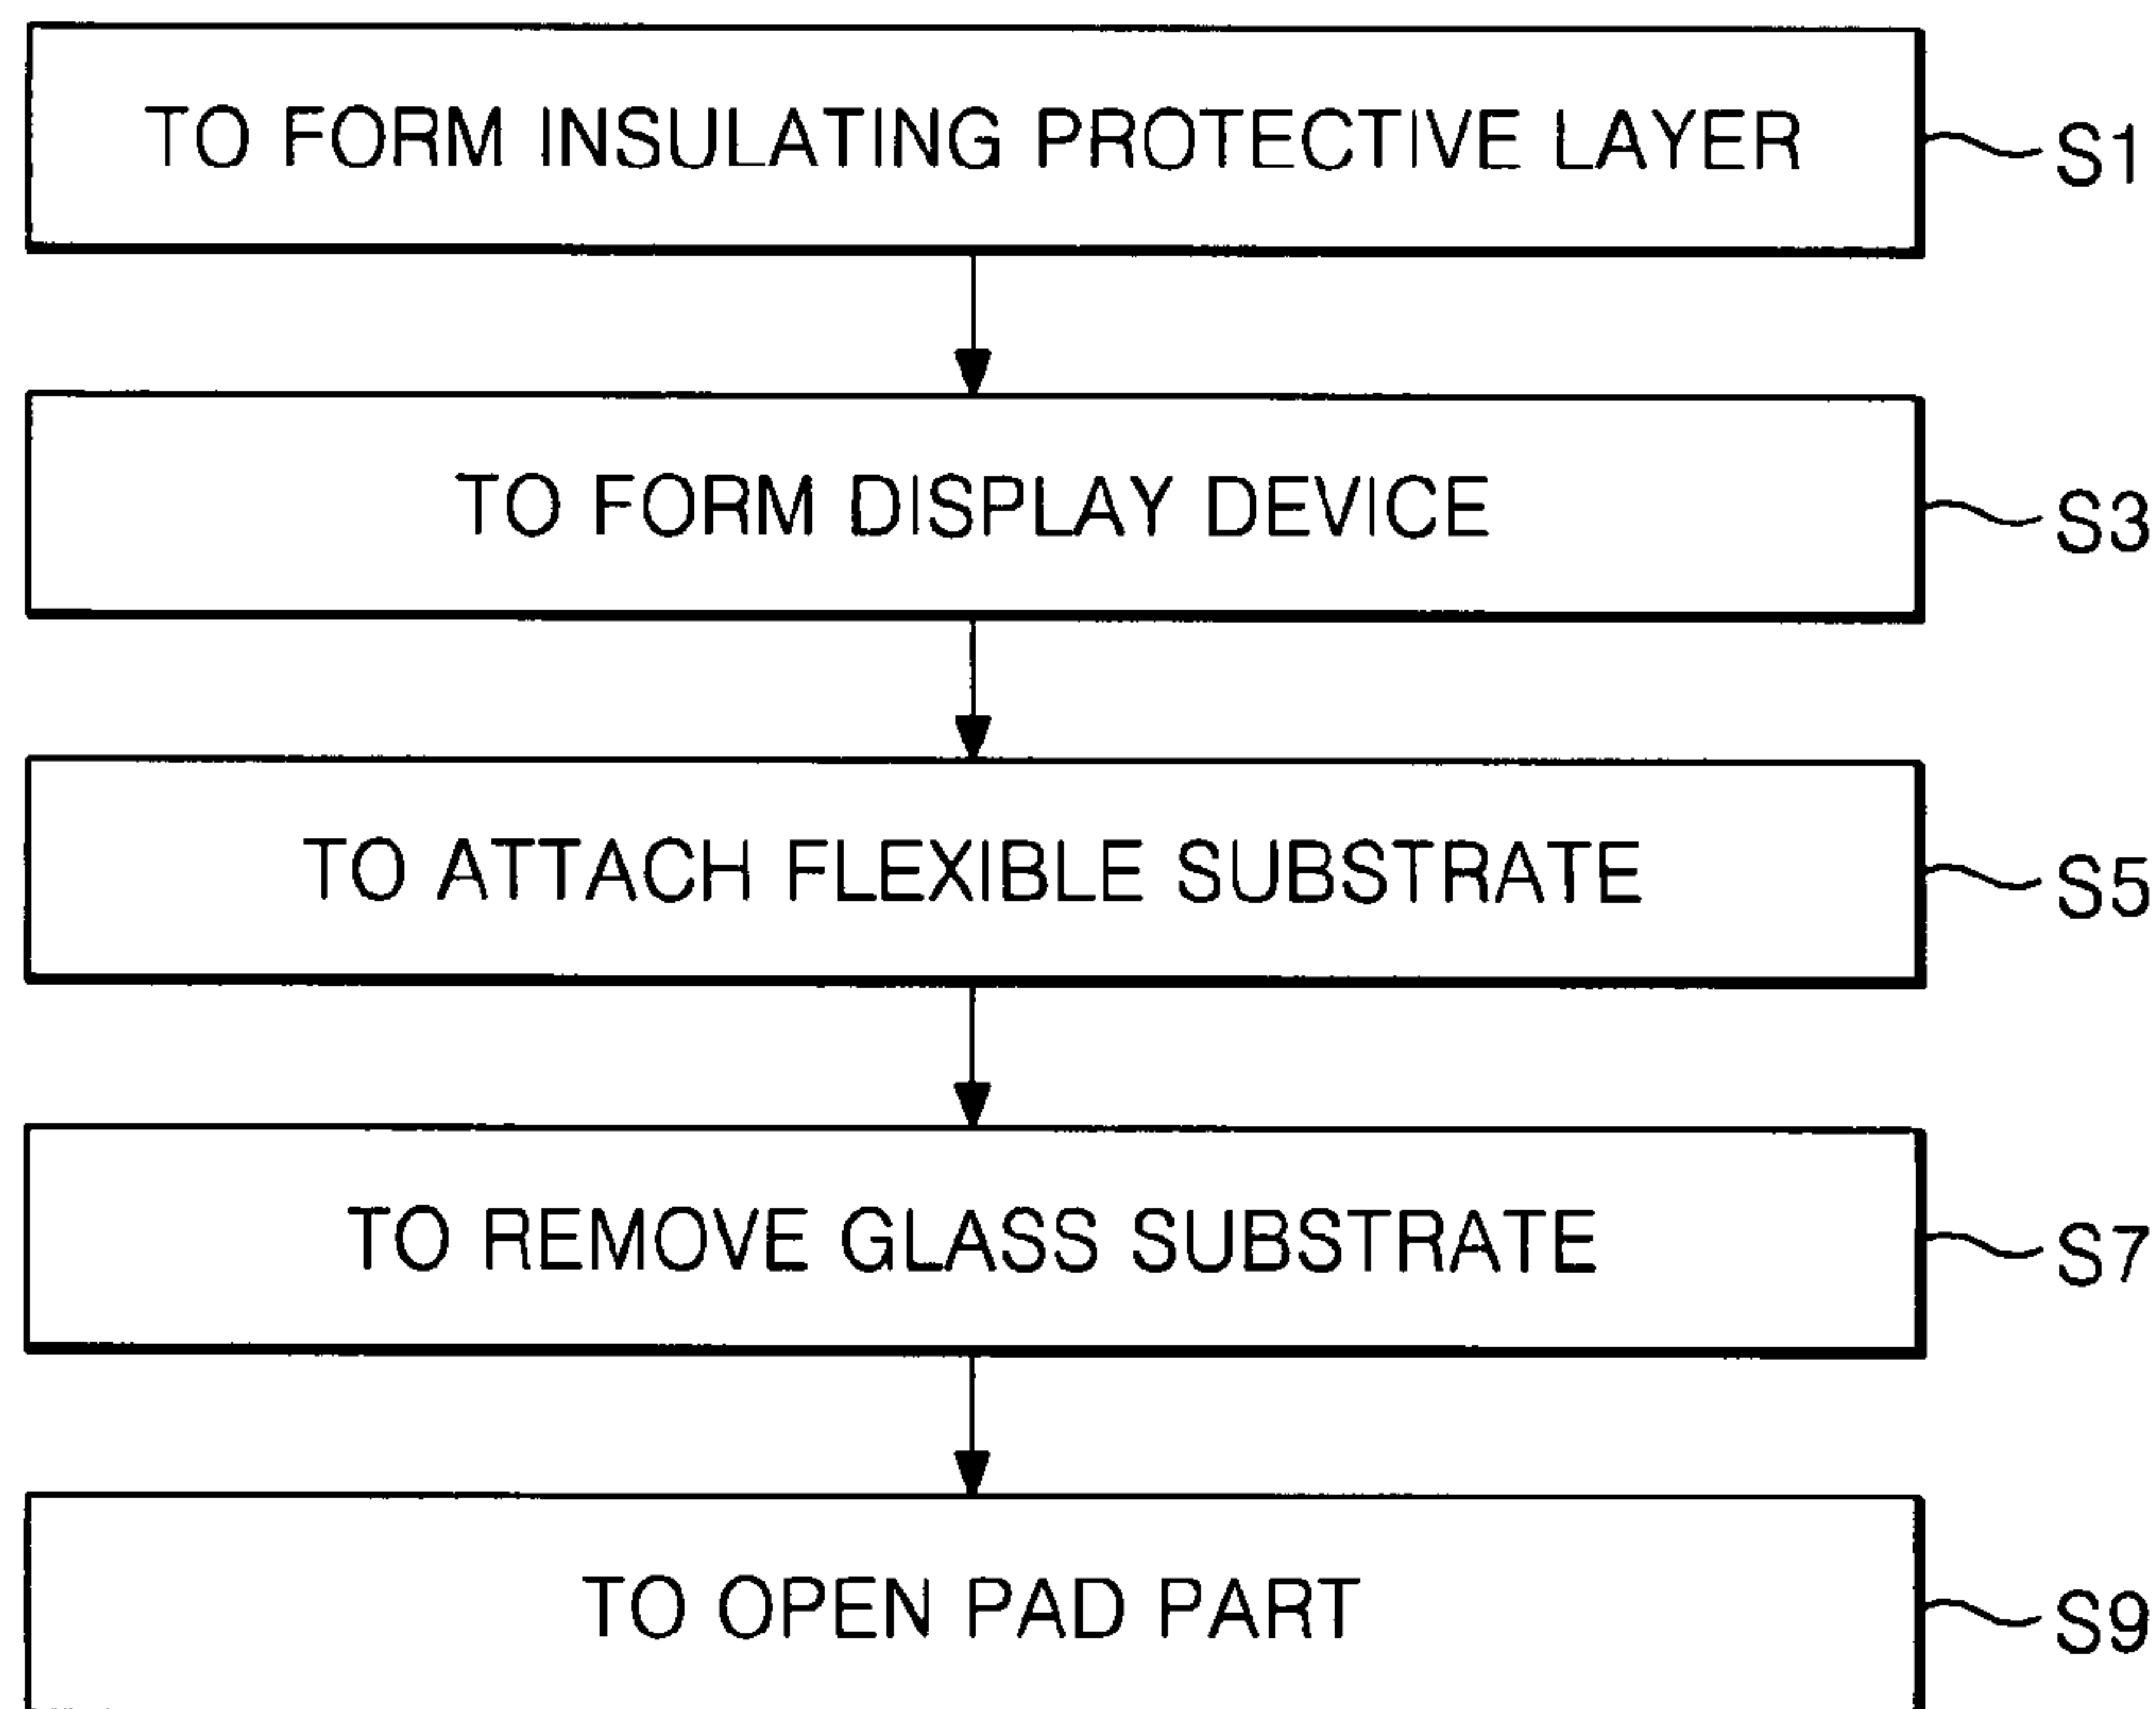 TO FORM INSULATING PROTECTIVE LAYER S1
TO FORM DISPLAY DEVICE S3
TO ATTACH FLEXIBLE SUBSTRATE S5
TO REMOVE GLASS SUBSTRATE S7
TO OPEN PAD PART S9